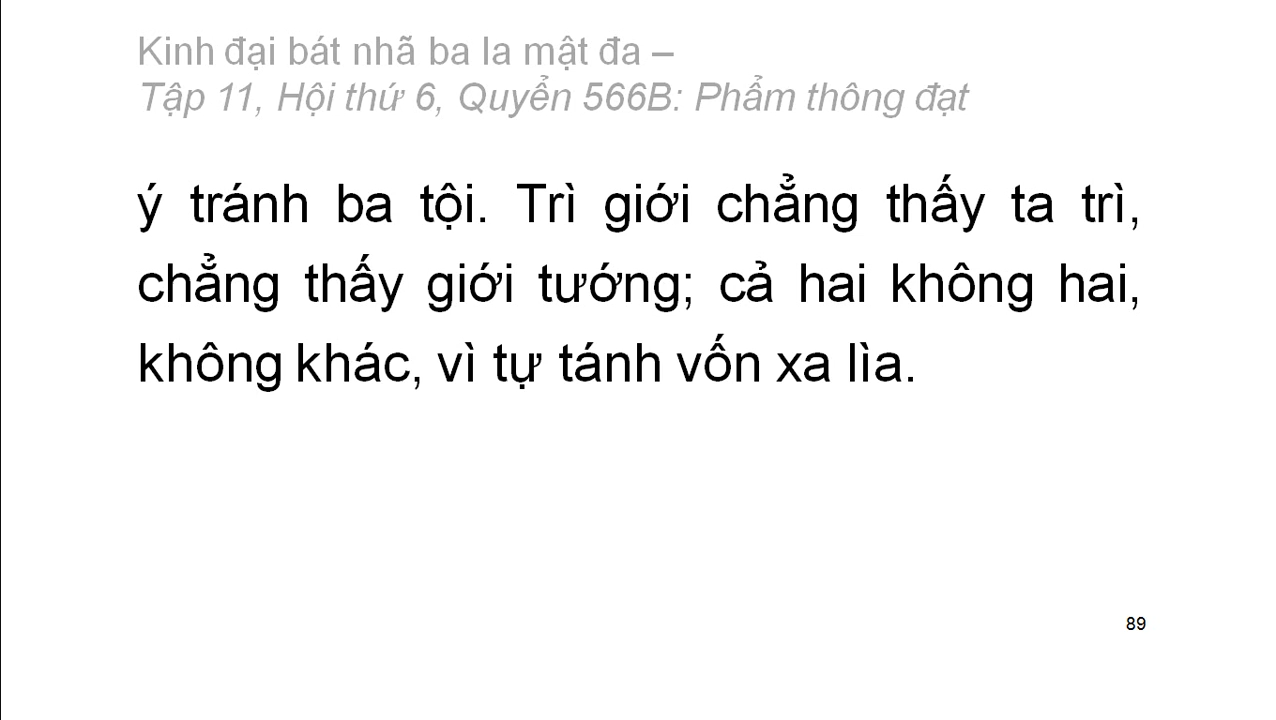 Kinh đại bát nhã ba la mật đa –
Tập 11, Hội thứ 6, Quyển 566B: Phẩm thông đạt
ý tránh ba tội. Trì giới chẳng thấy ta trì,
chẳng thấy giới tướng; cả hai không hai,
không khác, vì tự tánh vốn xa lìa.
89